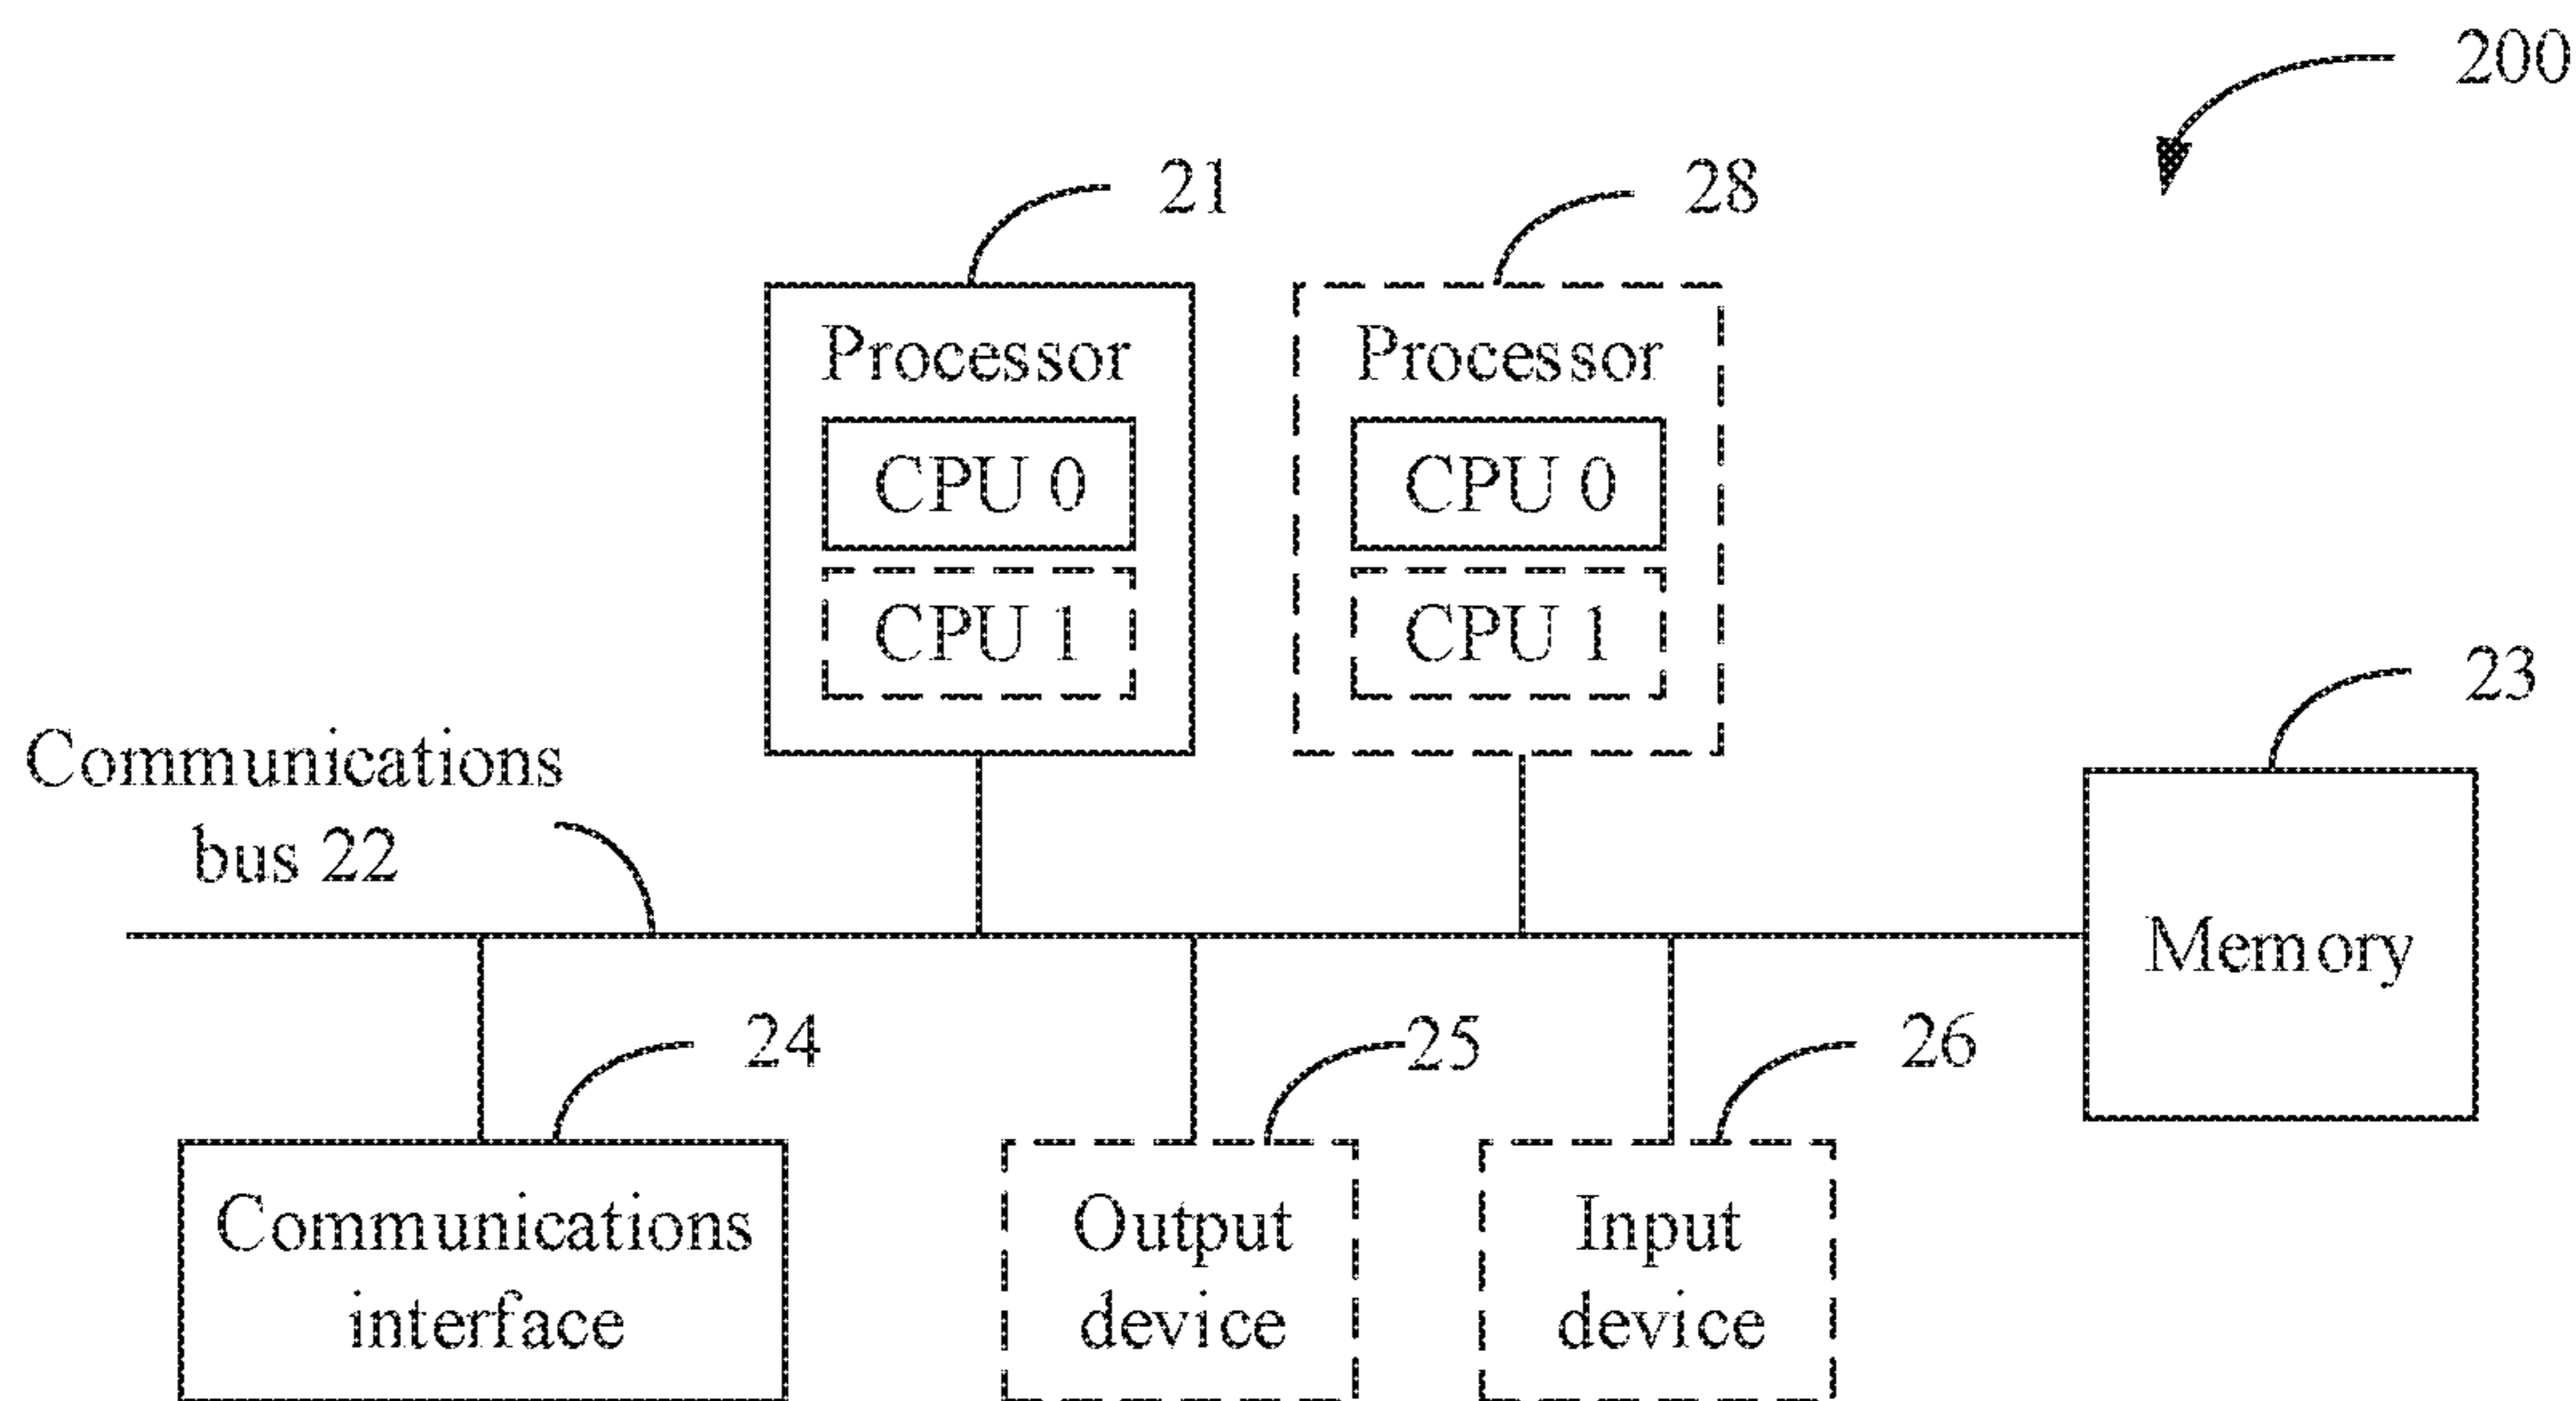 200
21
28
Processor
Processor
CPU 0
CPU 0
CPU 1
CPU 1
23
Communications
bus 22
Memory
24
25
26
Communications
interface
Output
device
Input
device